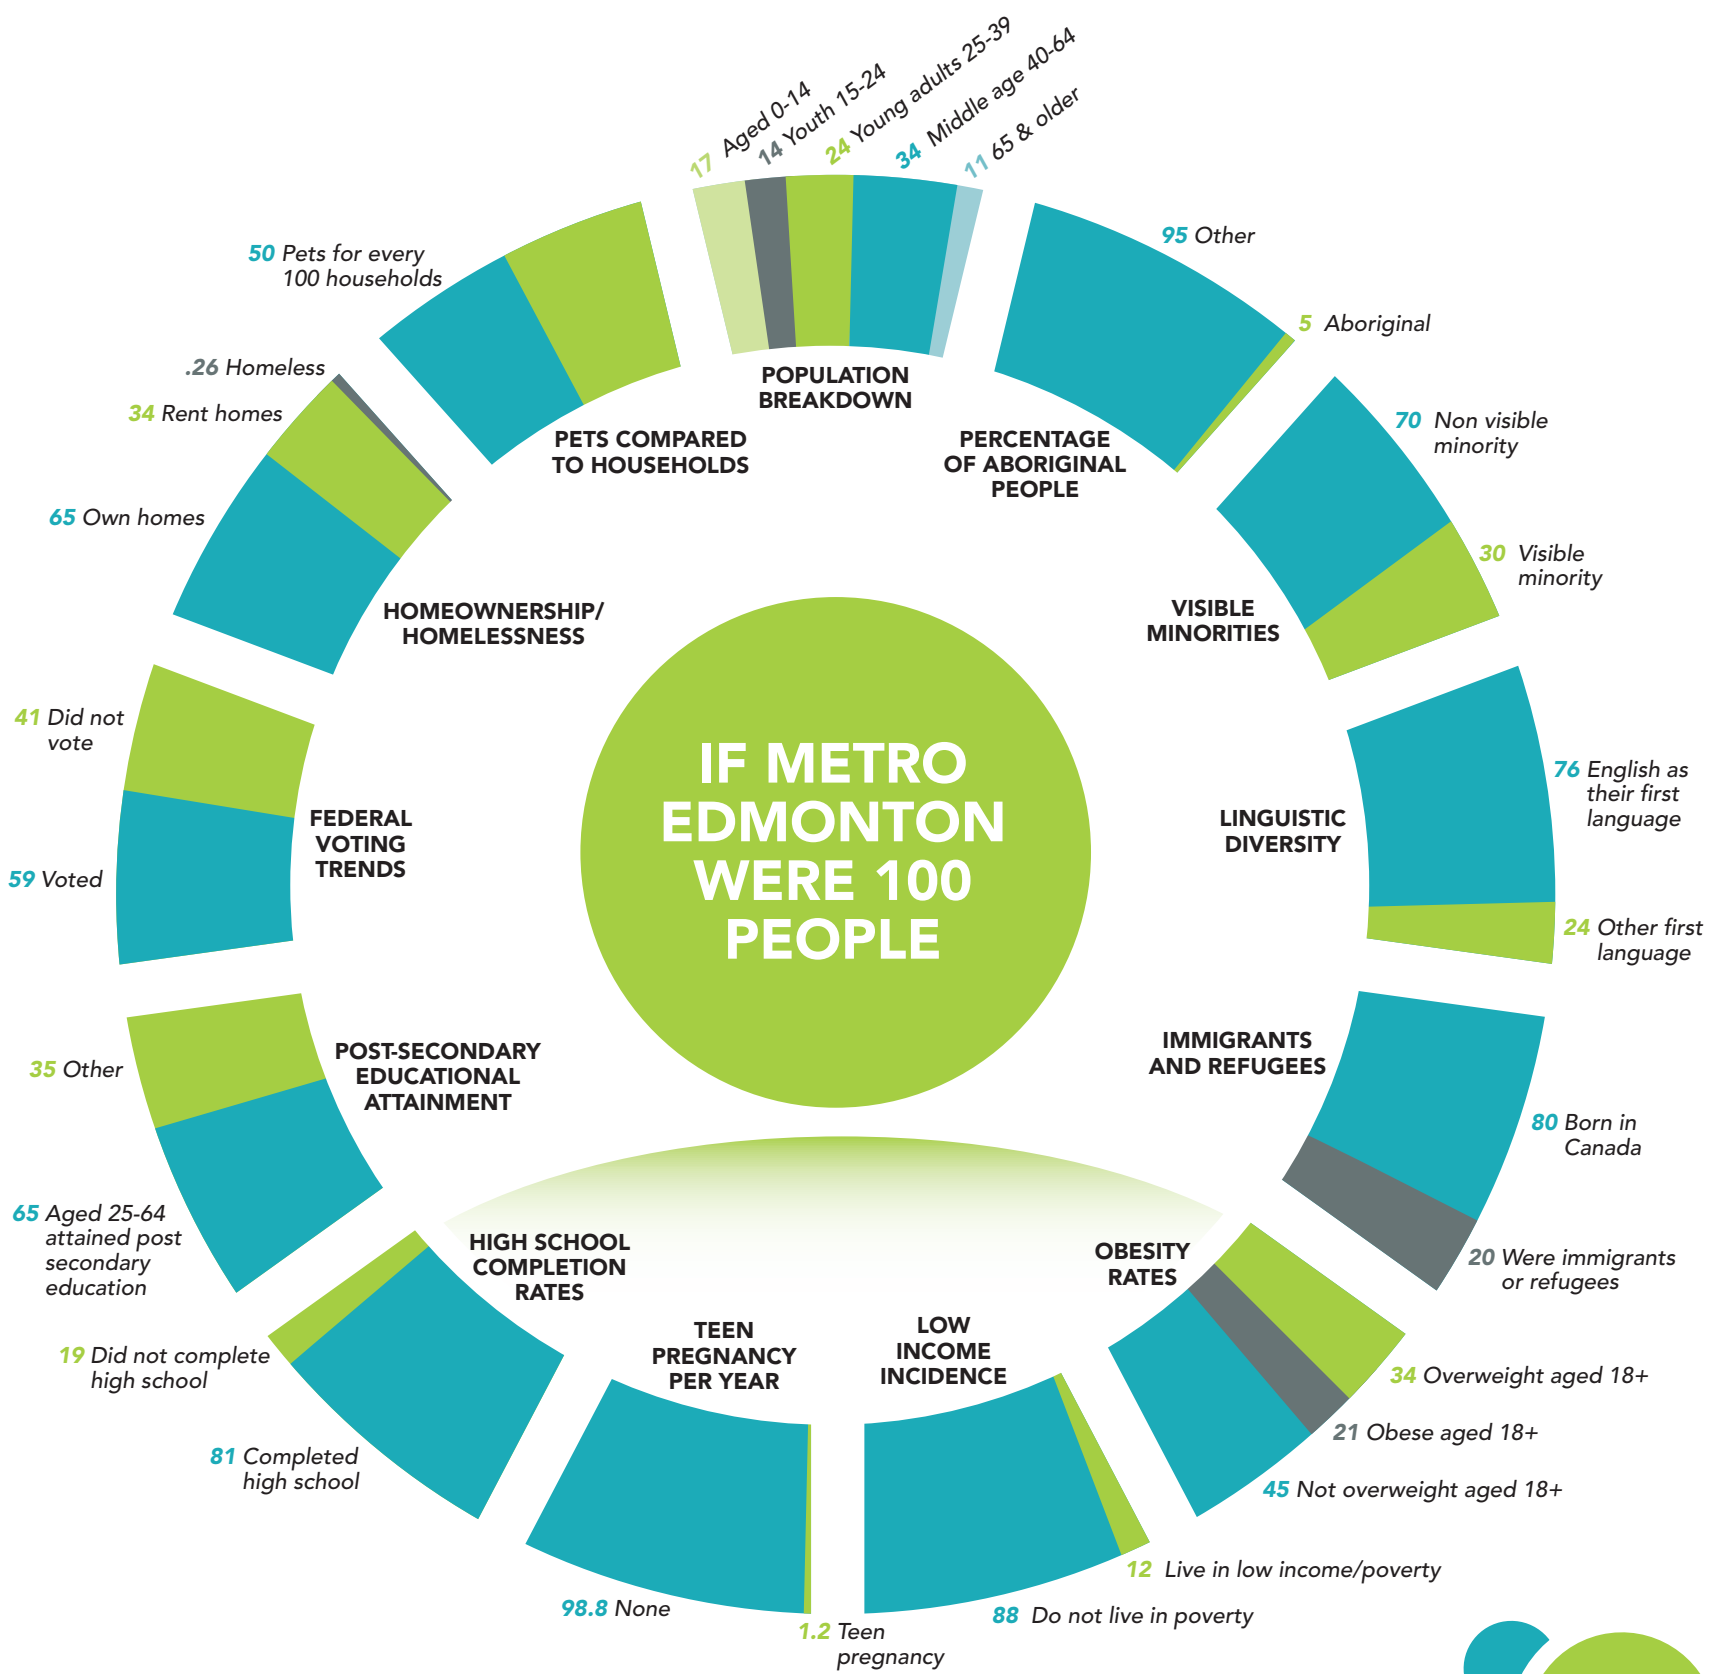 17 Aged 0-14
14 Youth 15-24
24 Young adults 25-39
34 Middle age 40-64
11 65 & older
POPULATION
BREAKDOWN
95 Other
5 Aboriginal
PERCENTAGE
OF ABORIGINAL
PEOPLE
70 Non visible
minority
30 Visible
minority
VISIBLE
MINORITIES
76 English as
their first
language
24 Other first
language
LINGUISTIC
DIVERSITY
IMMIGRANTS
AND REFUGEES
80 Born in
Canada
20 Were immigrants
or refugees
OBESITY
RATES
34 Overweight aged 18+
21 Obese aged 18+
45 Not overweight aged 18+
LOW
INCOME
INCIDENCE
12 Live in low income/poverty
88 Do not live in poverty
TEEN
PREGNANCY
PER YEAR
98.8 None
1.2 Teen
pregnancy
HIGH SCHOOL
COMPLETION
RATES
19 Did not complete
high school
81 Completed
high school
POST-SECONDARY
EDUCATIONAL
ATTAINMENT
35 Other
65 Aged 25-64
attained post
secondary
education
FEDERAL
VOTING
TRENDS
41 Did not
vote
59 Voted
HOMEOWNERSHIP/
HOMELESSNESS
.26 Homeless
34 Rent homes
65 Own homes
PETS COMPARED
TO HOUSEHOLDS
50 Pets for every
100 households
IF METRO
EDMONTON
WERE 100
PEOPLE